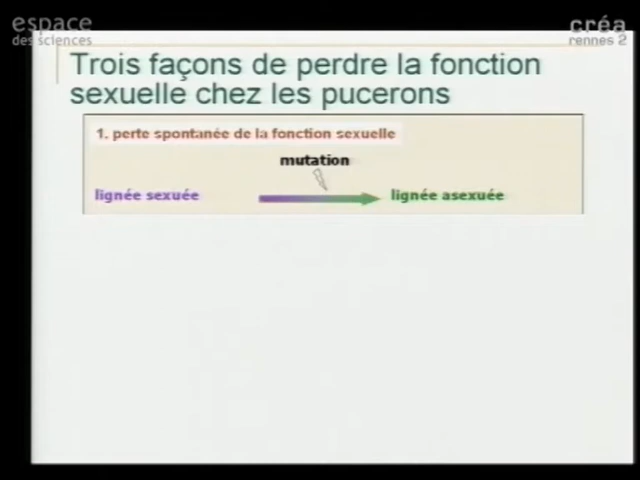 espace
des sciences
créa
rennes 2
Trois façons de perdre la fonction
sexuelle chez les pucerons
1. perte spontanée de la fonction sexuelle
mutation
lignée sexuée
lignée asexuée